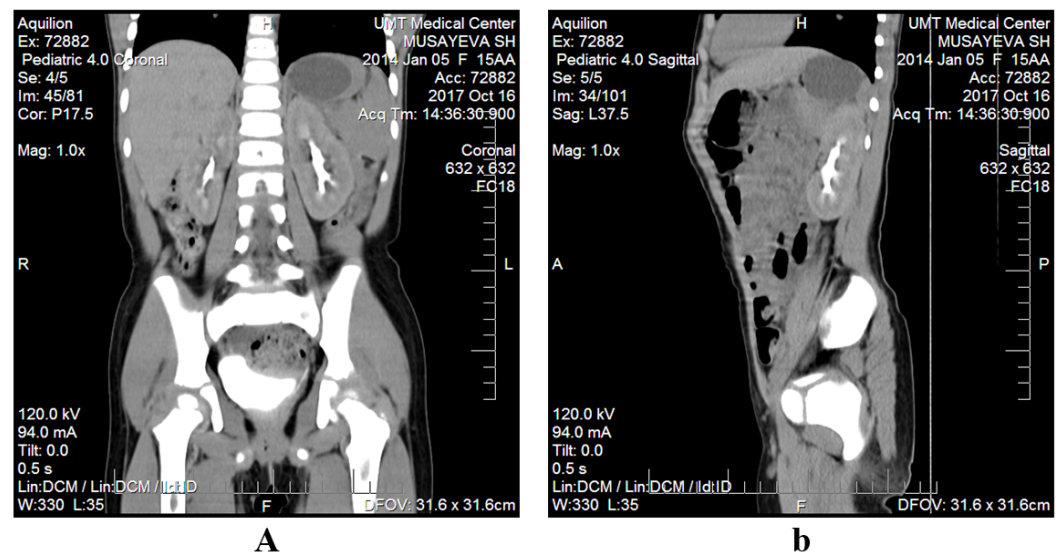 Aquilion
Ex: 72882
Pediatric 4.0 Coronal
Se: 4/5
Im: 45/81
Cor: P17.5
Mag: 1.0x
H
UMT Medical Center
MUSAYEVA SH
2014 Jan 05 F 15AA
Acc: 72882
2017 Oct 16
Acq Tm: 14:36:30.900
Coronal
632 x 632
FC18
R
L
120.0 kV
94.0 mA
Tilt: 0.0
0.5 s
Lin:DCM / Lin:DCM / Id:ID
W:330 L:35
F
DFOV: 31.6 x 31.6cm
A
Aquilion
Ex: 72882
Pediatric 4.0 Sagittal
Se: 5/5
Im: 34/101
Sag: L37.5
Mag: 1.0x
H
UMT Medical Center
MUSAYEVA SH
2014 Jan 05 F 15AA
Acc: 72882
2017 Oct 16
Acq Tm: 14:36:30.900
Sagittal
632 x 632
FC18
A
P
120.0 kV
94.0 mA
Tilt: 0.0
0.5 s
Lin:DCM / Lin:DCM / Id:ID
W:330 L:35
F
DFOV: 31.6 x 31.6cm
b